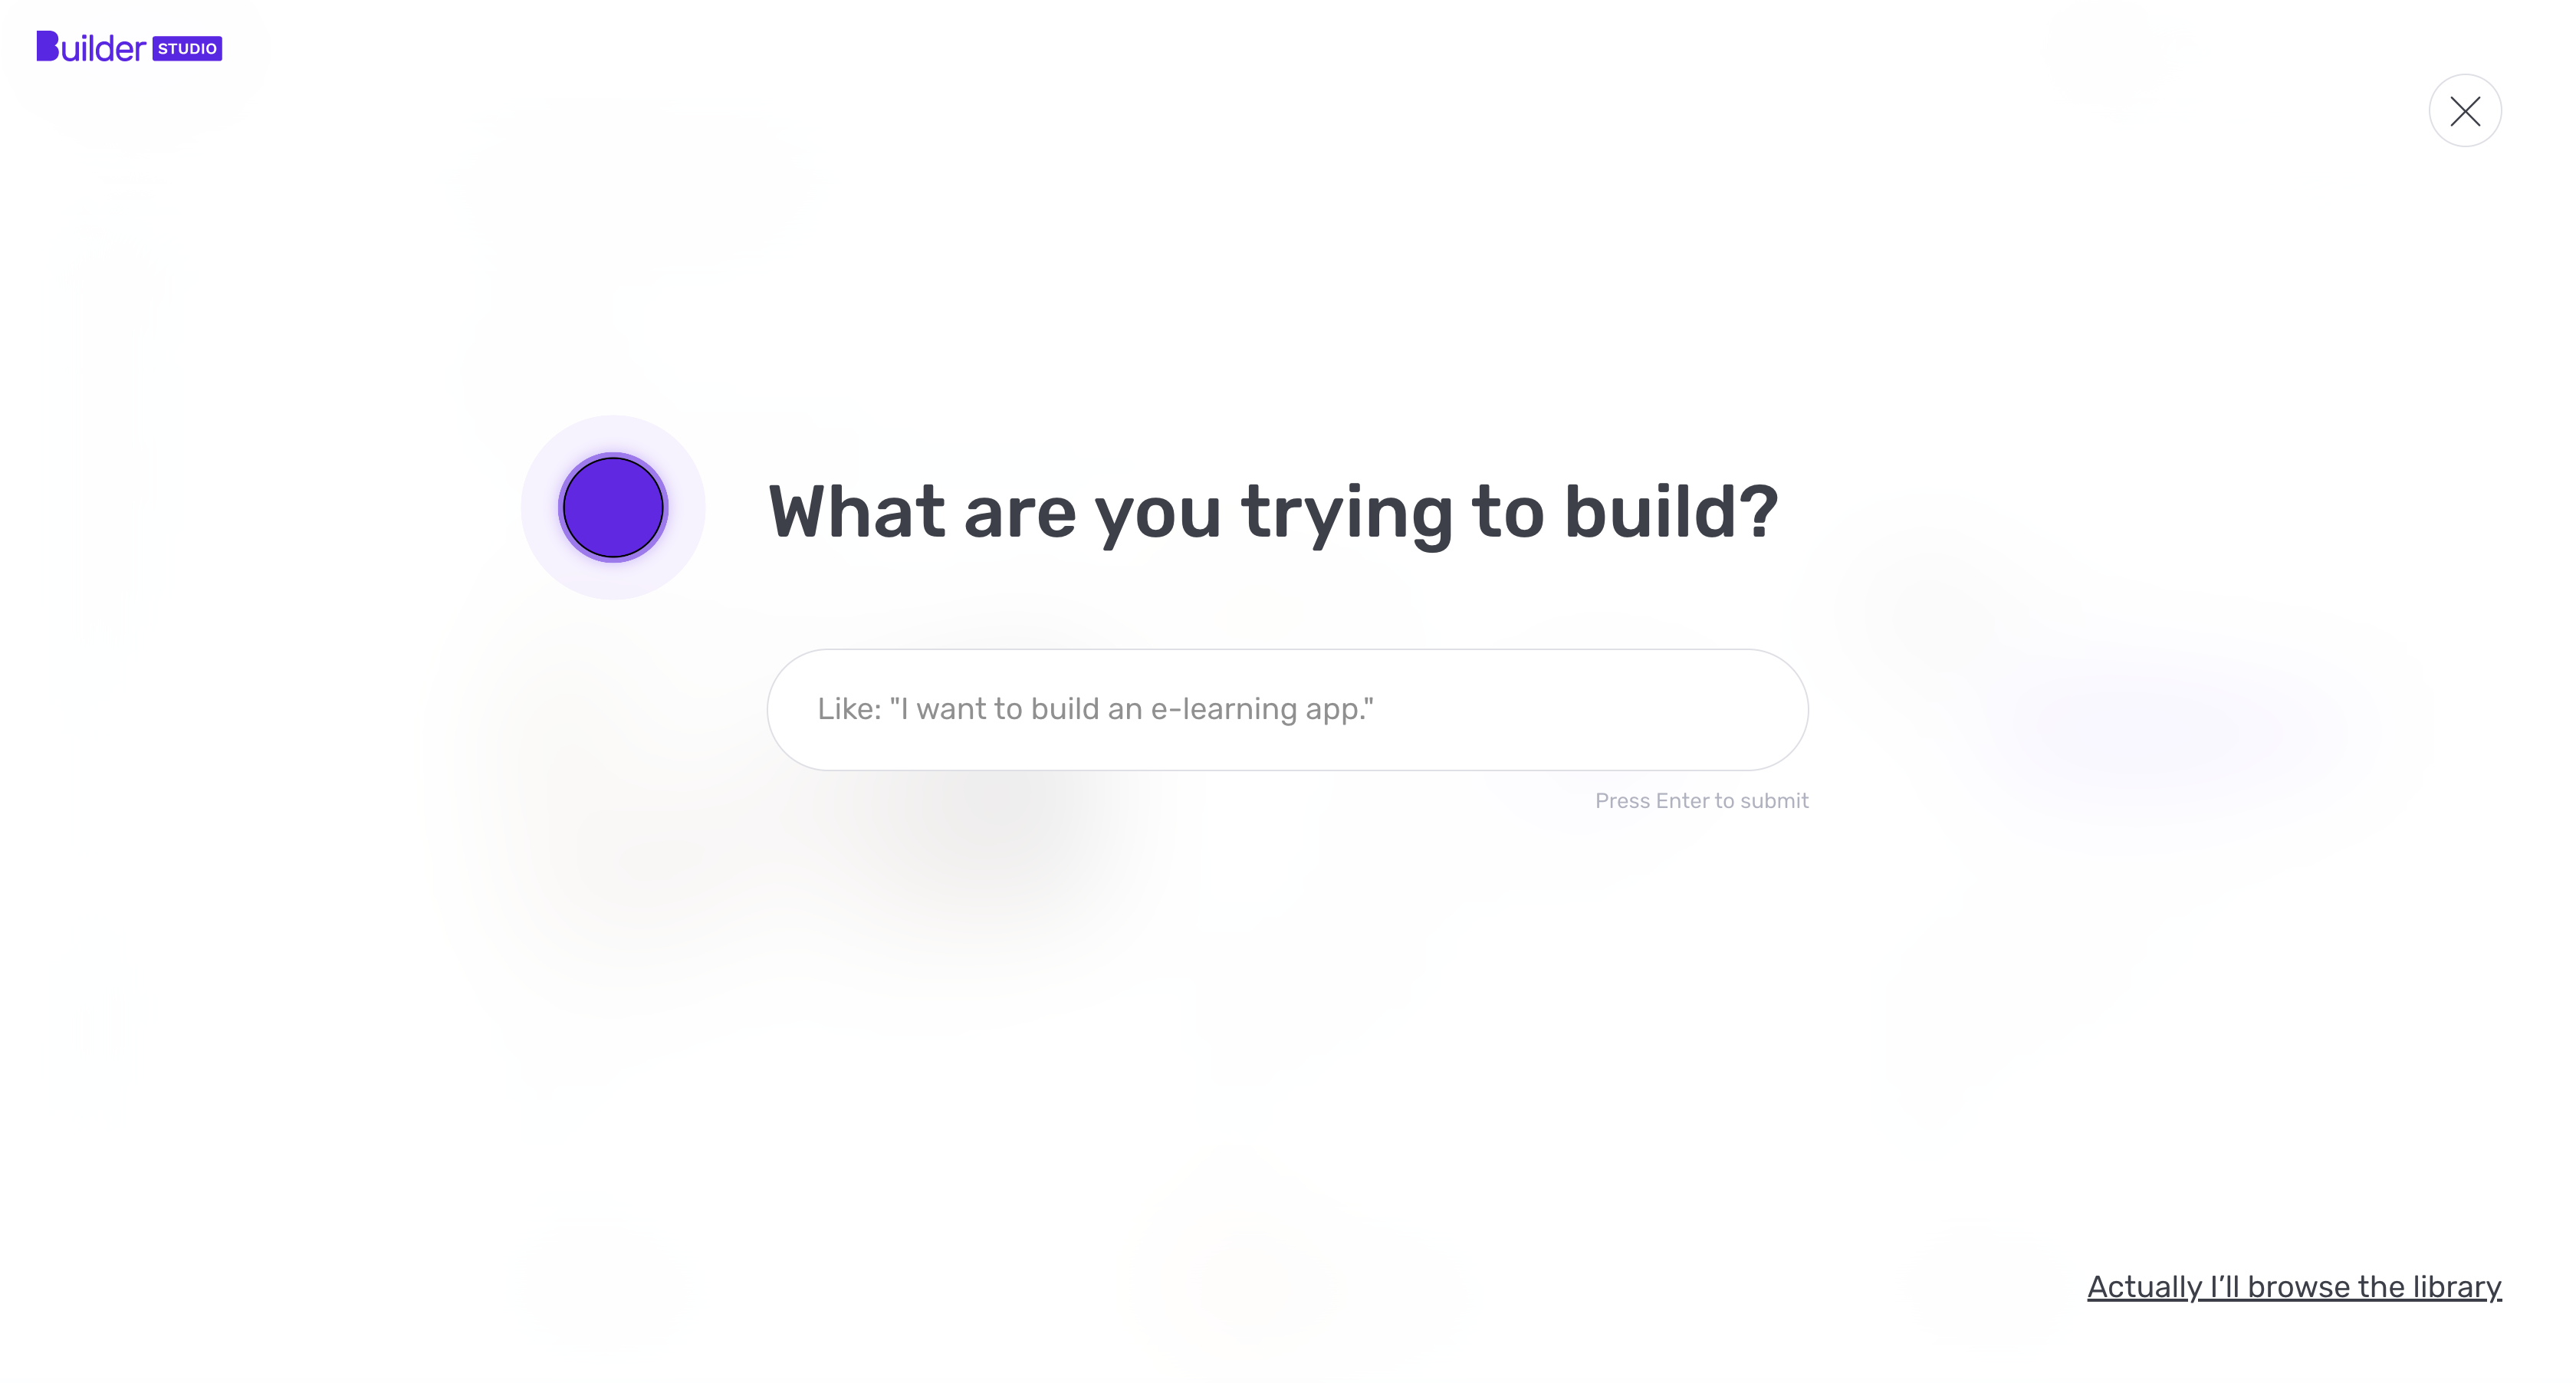 Builder STUDIO
What are you trying to build?
Like: "I want to build an e-learning app."
Press Enter to submit
Actually I’ll browse the library